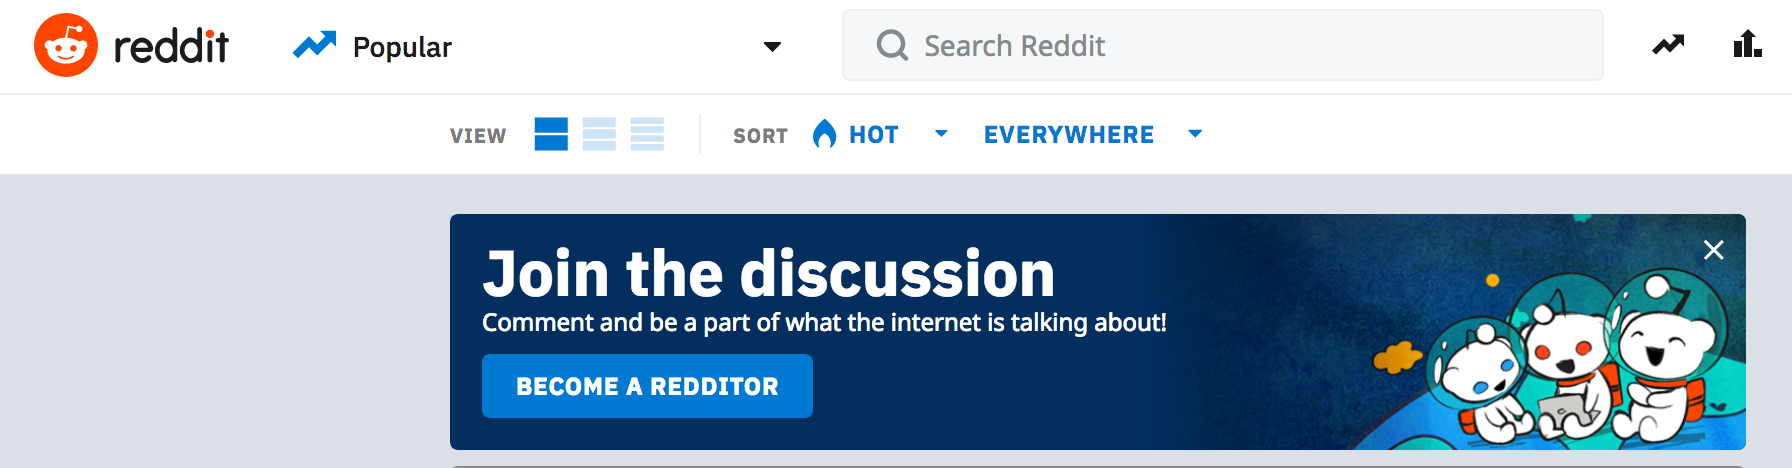 reddit Popular Search Reddit
VIEW SORT HOT EVERYWHERE
Join the discussion
Comment and be a part of what the internet is talking about!
BECOME A REDDITOR